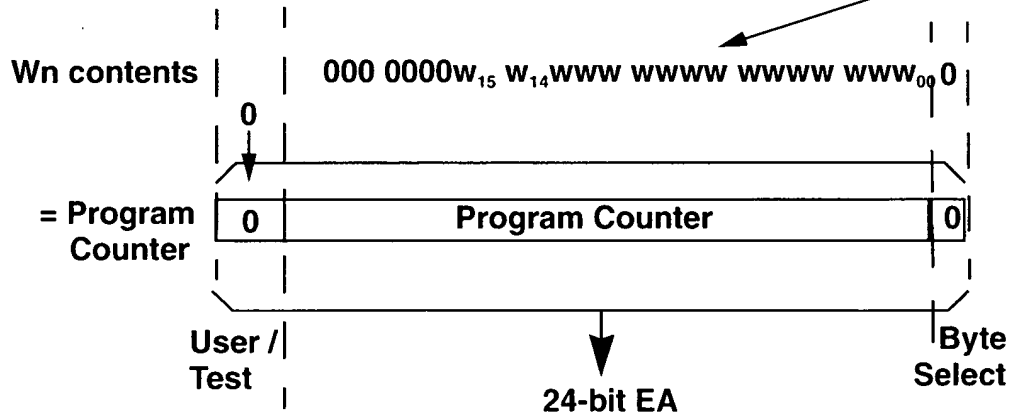 Wn contents 000 0000w15 w14www wwww wwww www00 0
0
= Program Counter 0 Program Counter 0
User / Test
Byte Select
24-bit EA